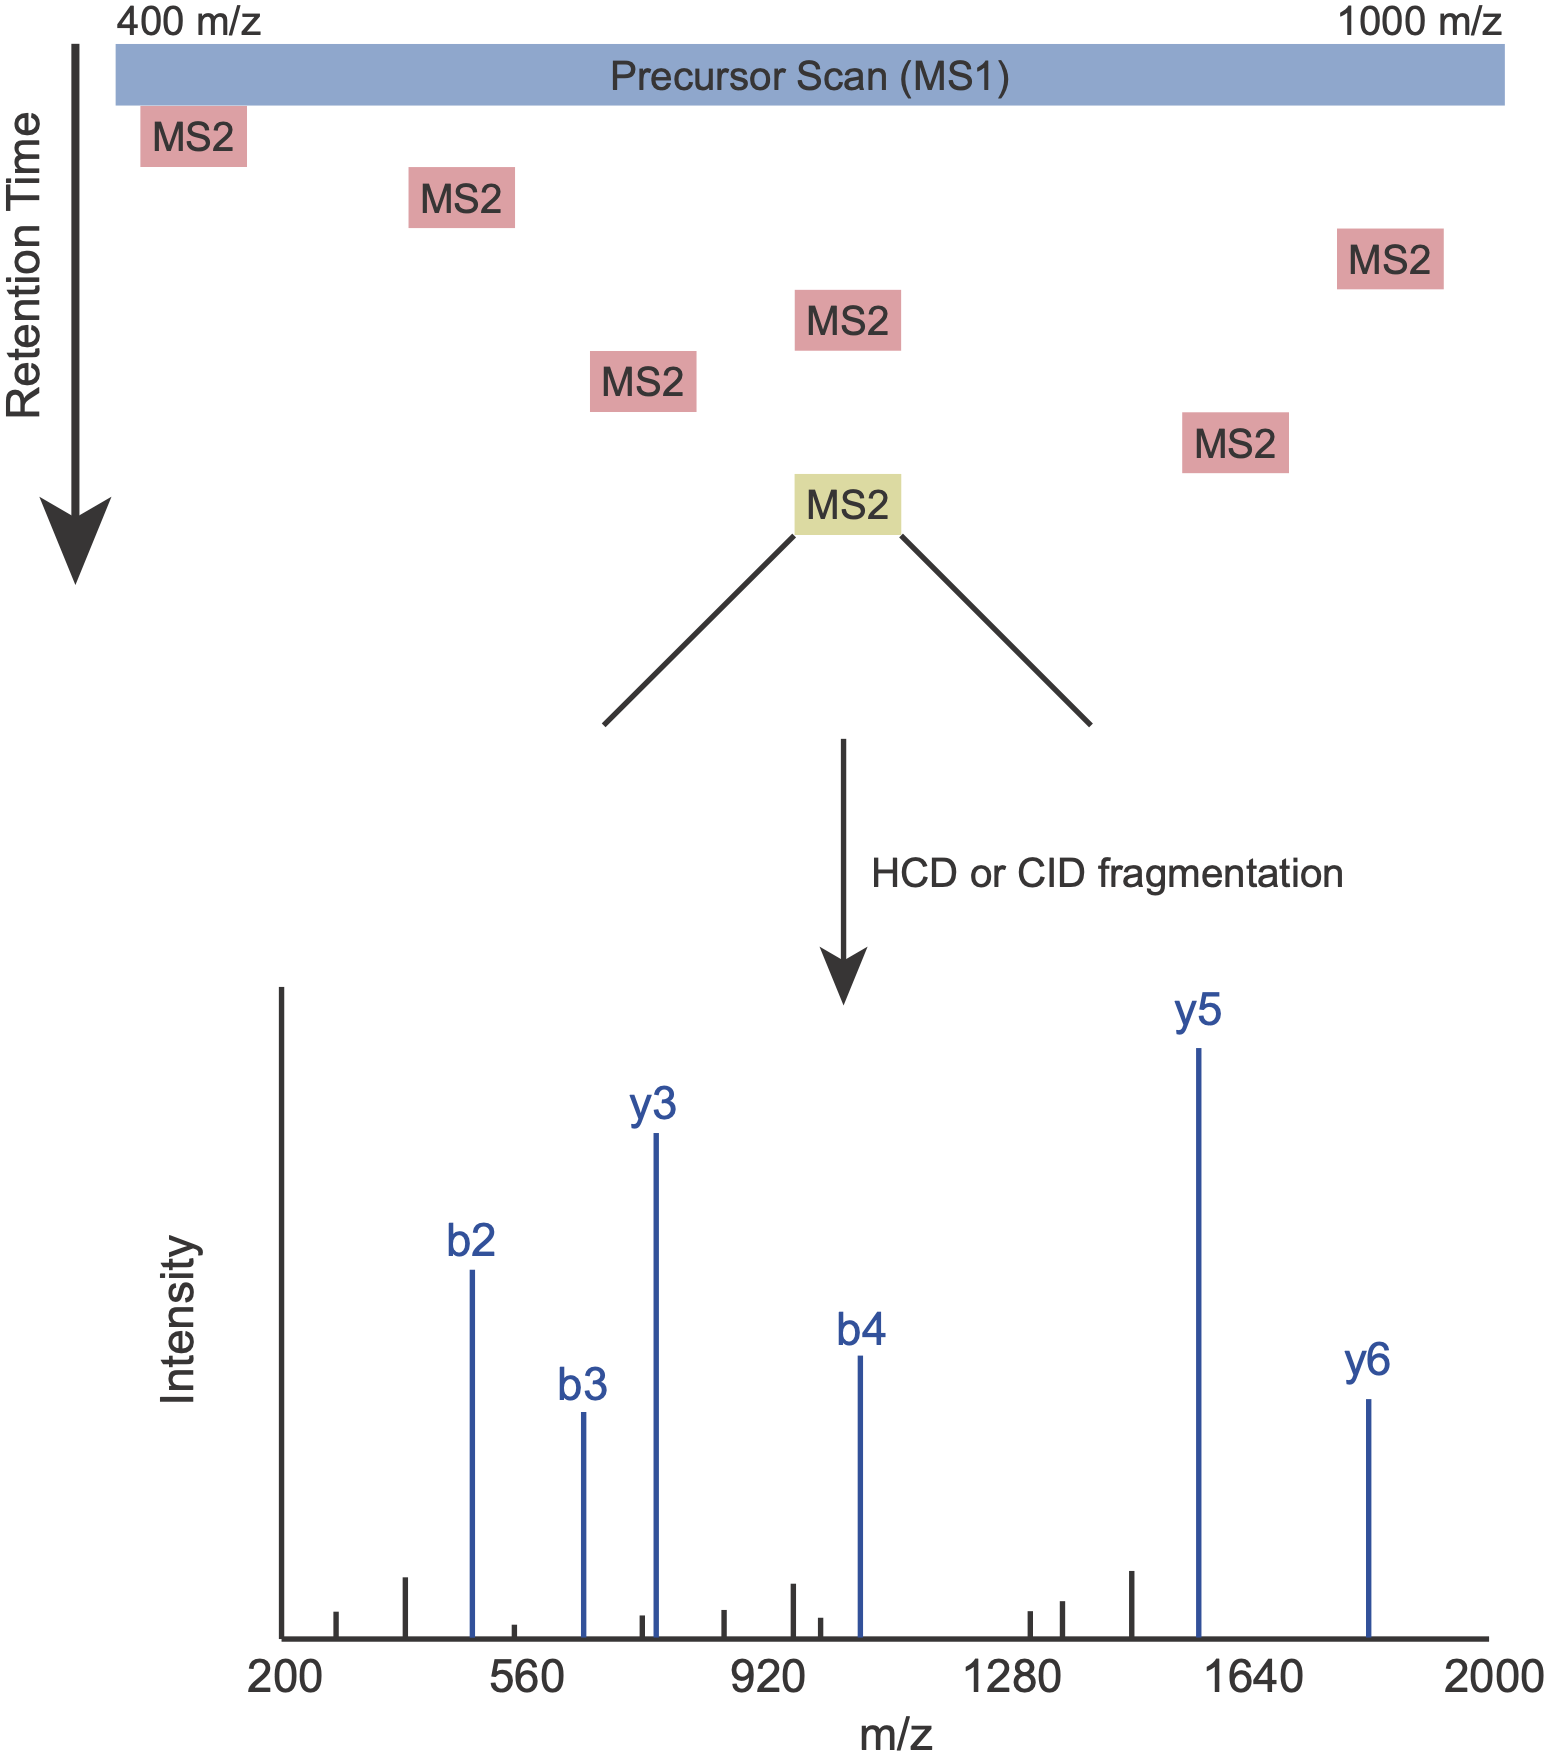 400 m/z
1000 m/z
Precursor Scan (MS1)
Retention Time
MS2
MS2
MS2
MS2
MS2
MS2
MS2
HCD or CID fragmentation
y5
y3
b2
b4
y6
b3
Intensity
200 560 920 1280 1640 2000
m/z